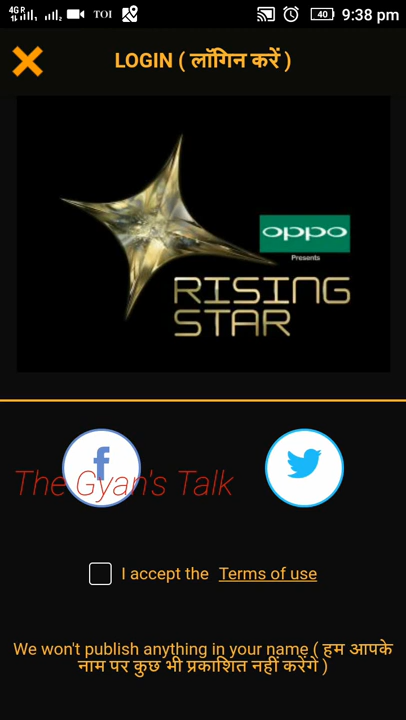 4G R TOI 40 9:38 pm
LOGIN ( लॉगिन करें )
oppo
Presents
RISING
STAR
The Gyan's Talk
I accept the Terms of use
We won't publish anything in your name ( हम आपके
नाम पर कुछ भी प्रकाशित नहीं करेंगे )